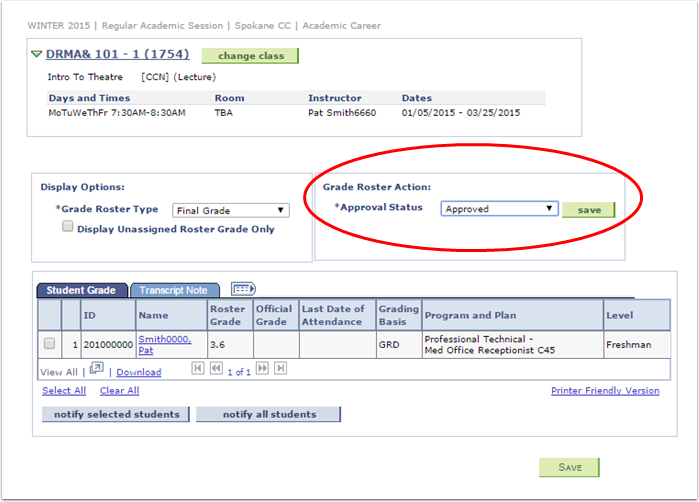 WINTER 2015 | Regular Academic Session | Spokane CC | Academic Career
DRMA& 101 - 1 (1754) change class
Intro To Theatre [CCN] (Lecture)
Days and Times Room Instructor Dates
MoTuWeThFr 7:30AM-8:30AM TBA Pat Smith6660 01/05/2015 - 03/25/2015
Display Options:
*Grade Roster Type Final Grade
Display Unassigned Roster Grade Only
Grade Roster Action:
*Approval Status Approved save
Student Grade Transcript Note
ID Name Roster Grade Official Grade Last Date of Attendance Grading Basis Program and Plan Level
1 201000000 Smith0000, Pat 3.6 GRD Professional Technical - Med Office Receptionist C45 Freshman
View All | | Download 1 of 1
Select All Clear All Printer Friendly Version
notify selected students notify all students
SAVE